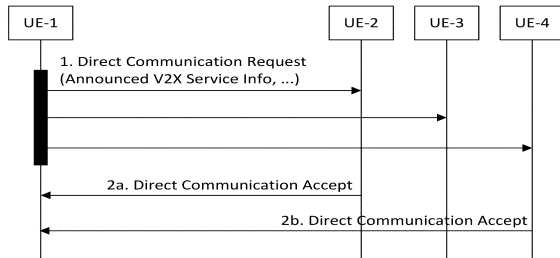 UE-1
UE-2
UE-3
UE-4
1. Direct Communication Request
(Announced V2X Service Info, ...)
2a. Direct Communication Accept
2b. Direct Communication Accept